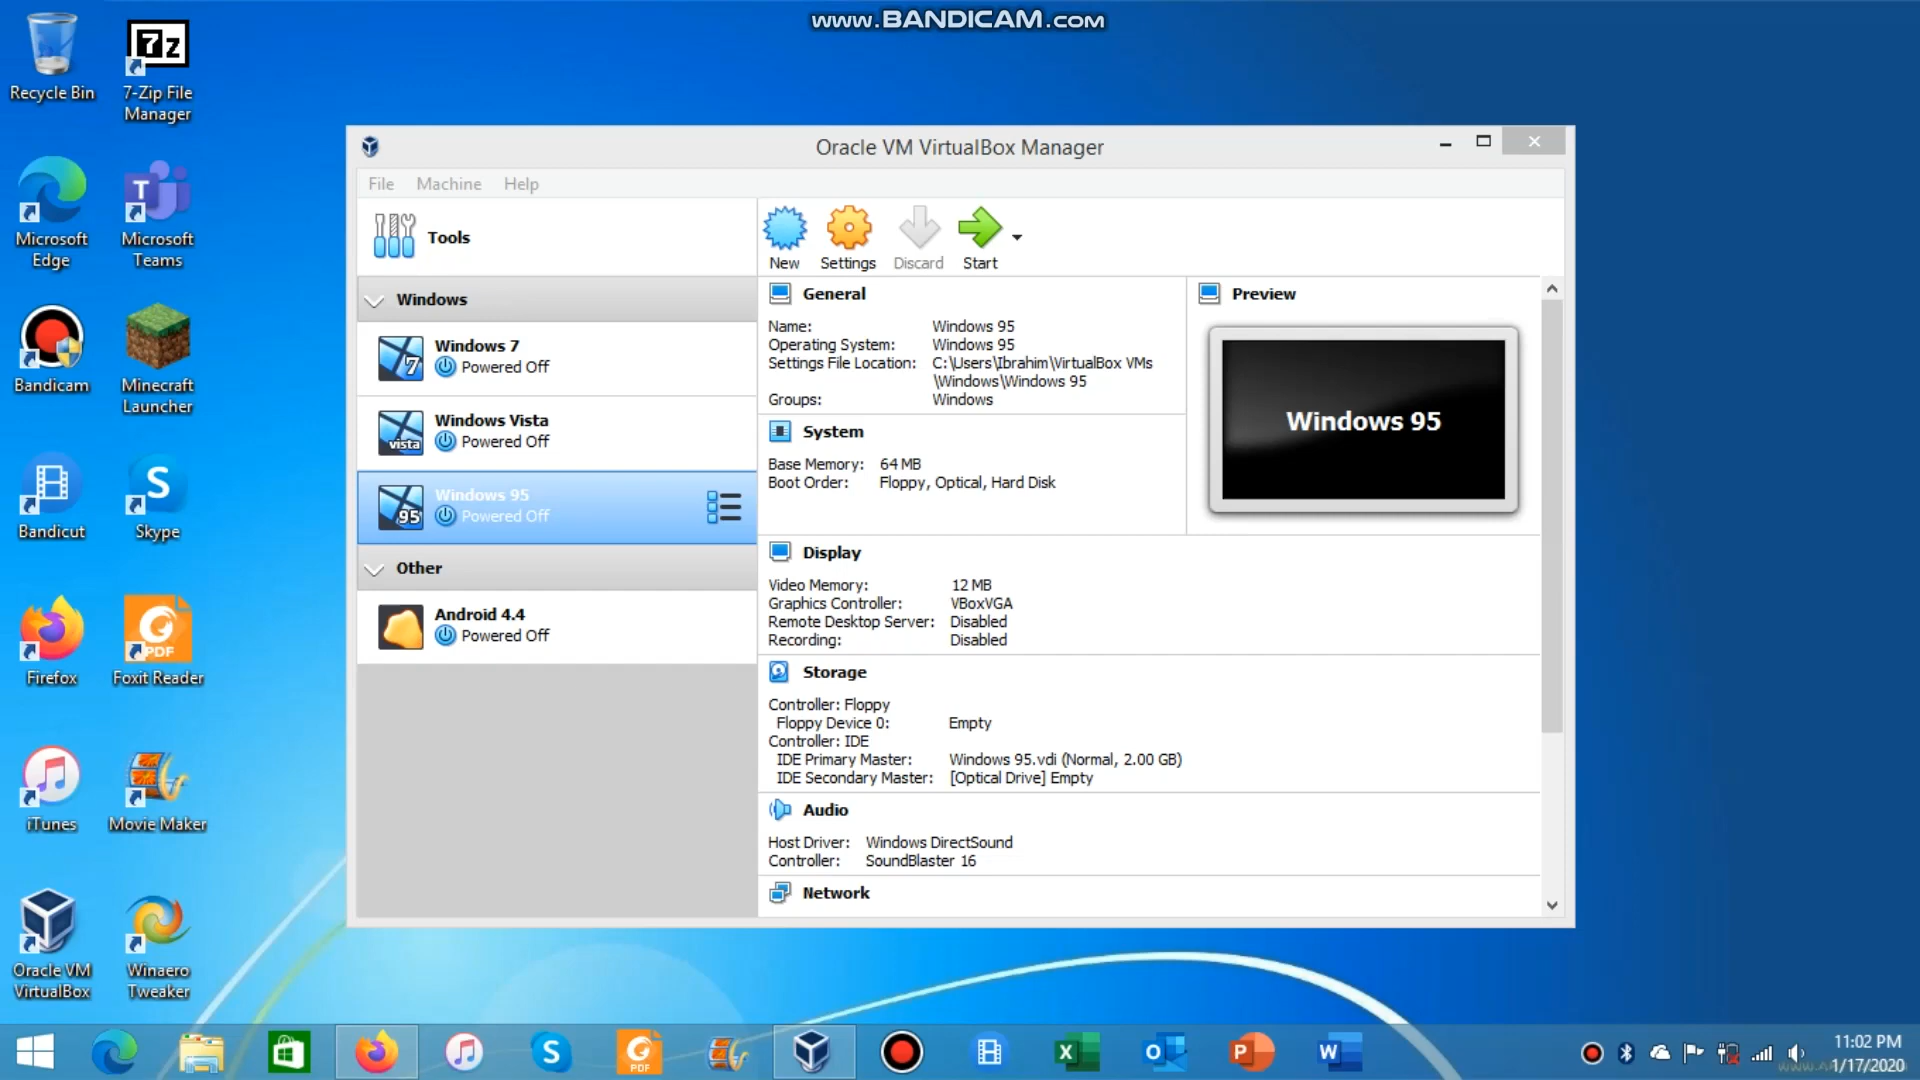 www.BANDICAM.com
Recycle Bin
7-Zip File
Manager
Microsoft
Edge
Microsoft
Teams
Bandicam
Minecraft
Launcher
Bandicut
Skype
Firefox
Foxit Reader
iTunes
Movie Maker
Oracle VM
VirtualBox
Winaero
Tweaker
Oracle VM VirtualBox Manager
File Machine Help
Tools
New Settings Discard Start
Windows
Windows 7
Powered Off
Windows Vista
Powered Off
Windows 95
Powered Off
Other
Android 4.4
Powered Off
General
Name: Windows 95
Operating System: Windows 95
Settings File Location: C:\Users\Ibrahim\VirtualBox VMs
\Windows\Windows 95
Groups: Windows
System
Base Memory: 64 MB
Boot Order: Floppy, Optical, Hard Disk
Preview
Windows 95
Display
Video Memory: 12 MB
Graphics Controller: VBoxVGA
Remote Desktop Server: Disabled
Recording: Disabled
Storage
Controller: Floppy
Floppy Device 0: Empty
Controller: IDE
IDE Primary Master: Windows 95.vdi (Normal, 2.00 GB)
IDE Secondary Master: [Optical Drive] Empty
Audio
Host Driver: Windows DirectSound
Controller: SoundBlaster 16
Network
11:02 PM
1/17/2020